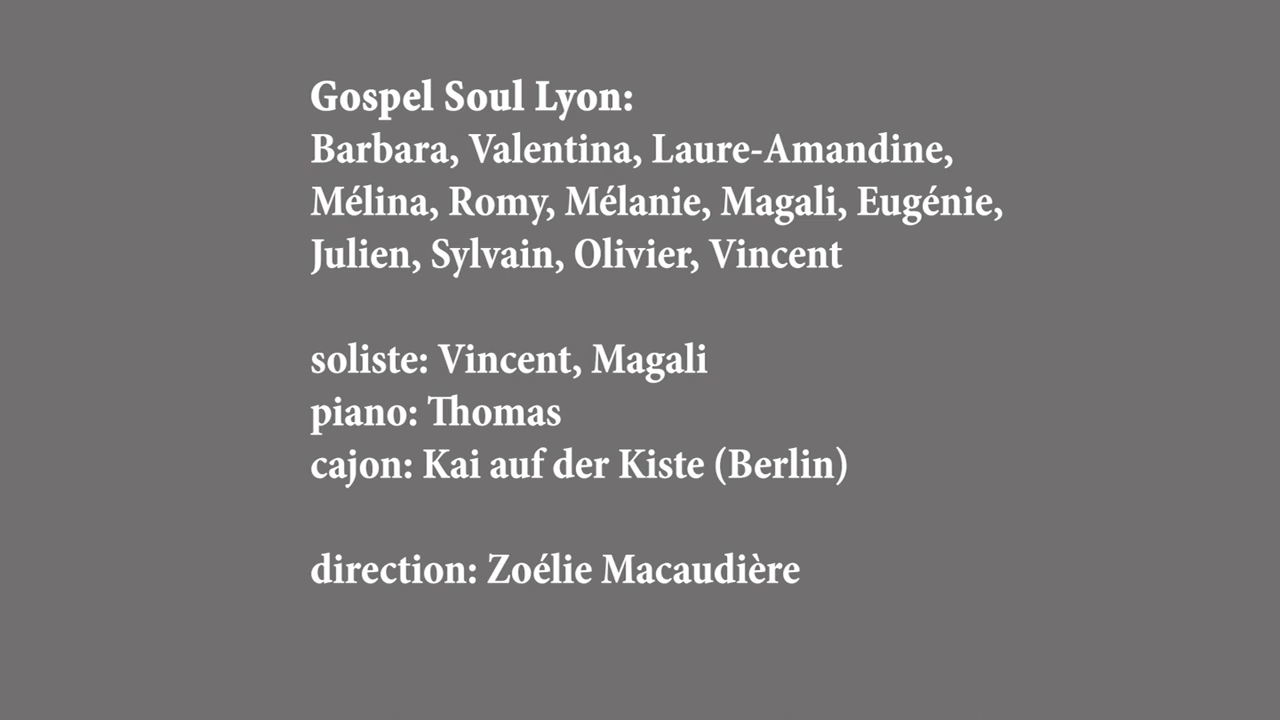 Gospel Soul Lyon:
Barbara, Valentina, Laure-Amandine,
Mélina, Romy, Mélanie, Magali, Eugénie,
Julien, Sylvain, Olivier, Vincent
soliste: Vincent, Magali
piano: Thomas
cajon: Kai auf der Kiste (Berlin)
direction: Zoélie Macaudière